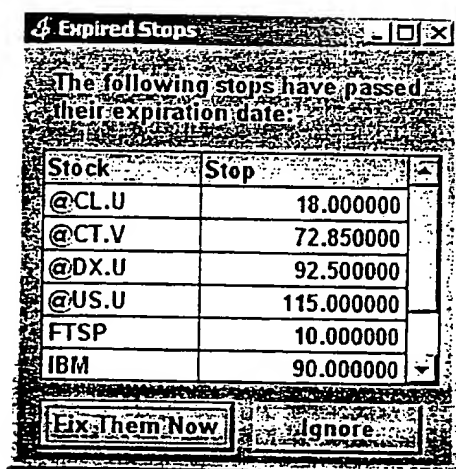 Expired Stops
The following stops have passed
their expiration date:
Stock Stop
@CL.U 18.000000
@CT.V 72.850000
@DX.U 92.500000
@US.U 115.000000
FTSP 10.000000
IBM 90.000000
Fix Them Now Ignore